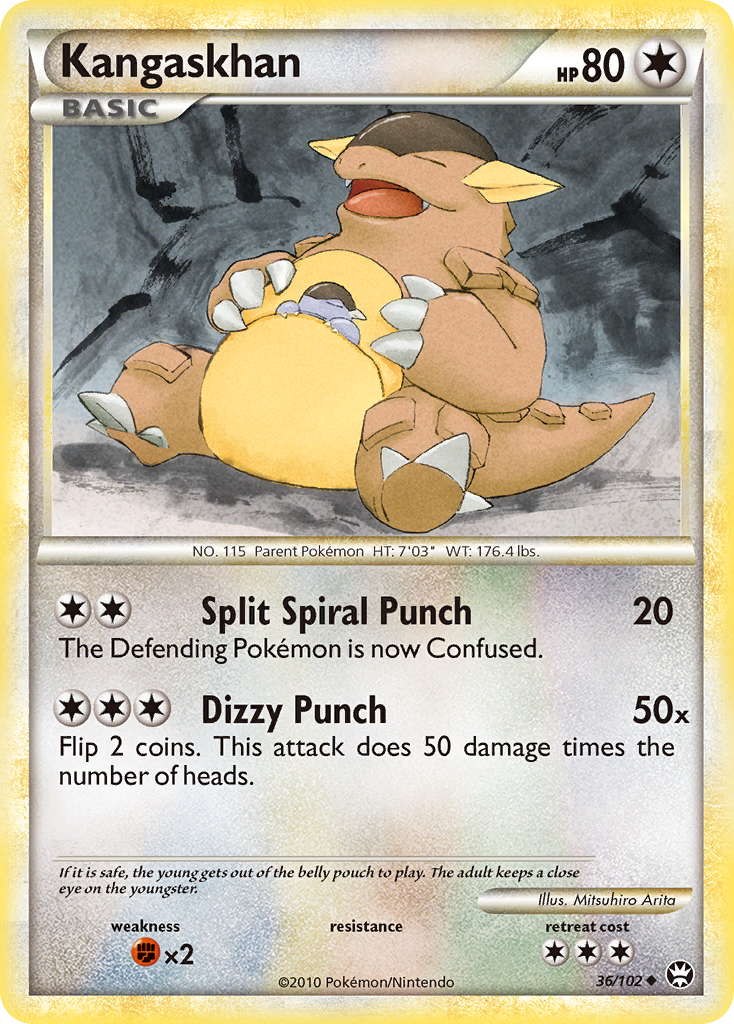 Kangaskhan
HP 80
BASIC
NO. 115 Parent Pokémon HT: 7'03" WT: 176.4 lbs.
Split Spiral Punch 20
The Defending Pokémon is now Confused.
Dizzy Punch 50x
Flip 2 coins. This attack does 50 damage times the
number of heads.
If it is safe, the young gets out of the belly pouch to play. The adult keeps a close
eye on the youngster.
Illus. Mitsuhiro Arita
weakness resistance retreat cost
×2
36/102
©2010 Pokémon/Nintendo